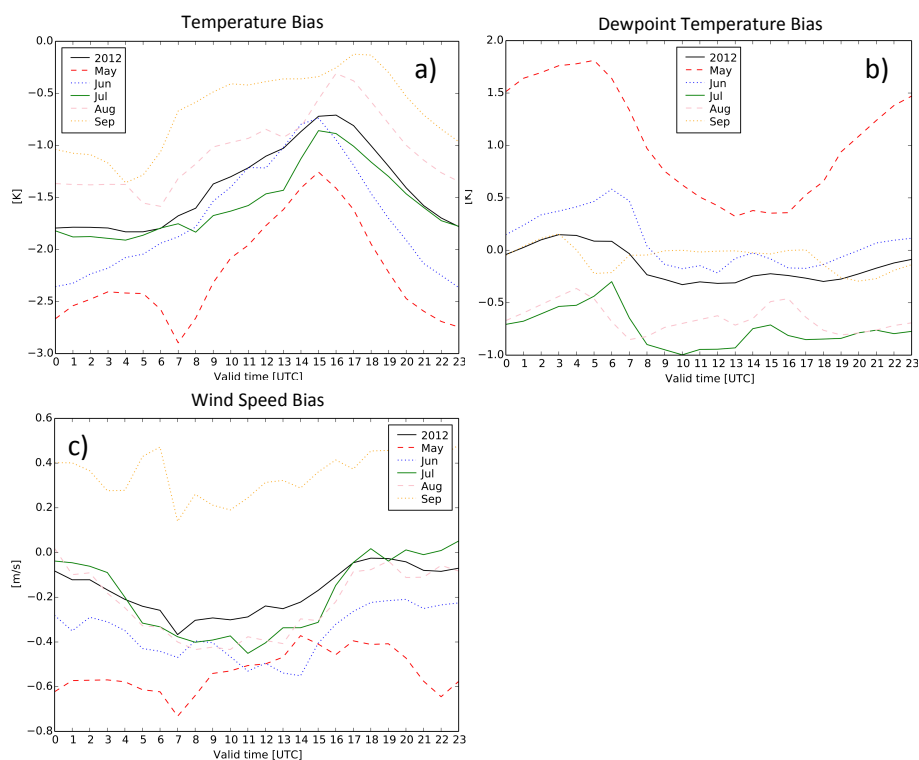 Temperature Bias
a)
0.0
−0.5
−1.0
−1.5
−2.0
−2.5
−3.0
[K]
2012
May
Jun
Jul
Aug
Sep
0 1 2 3 4 5 6 7 8 9 10 11 12 13 14 15 16 17 18 19 20 21 22 23
Valid time [UTC]
Dewpoint Temperature Bias
b)
2.0
1.5
1.0
0.5
0.0
−0.5
−1.0
[K]
2012
May
Jun
Jul
Aug
Sep
0 1 2 3 4 5 6 7 8 9 10 11 12 13 14 15 16 17 18 19 20 21 22 23
Valid time [UTC]
Wind Speed Bias
c)
0.6
0.4
0.2
0.0
−0.2
−0.4
−0.6
−0.8
[m/s]
2012
May
Jun
Jul
Aug
Sep
0 1 2 3 4 5 6 7 8 9 10 11 12 13 14 15 16 17 18 19 20 21 22 23
Valid time [UTC]